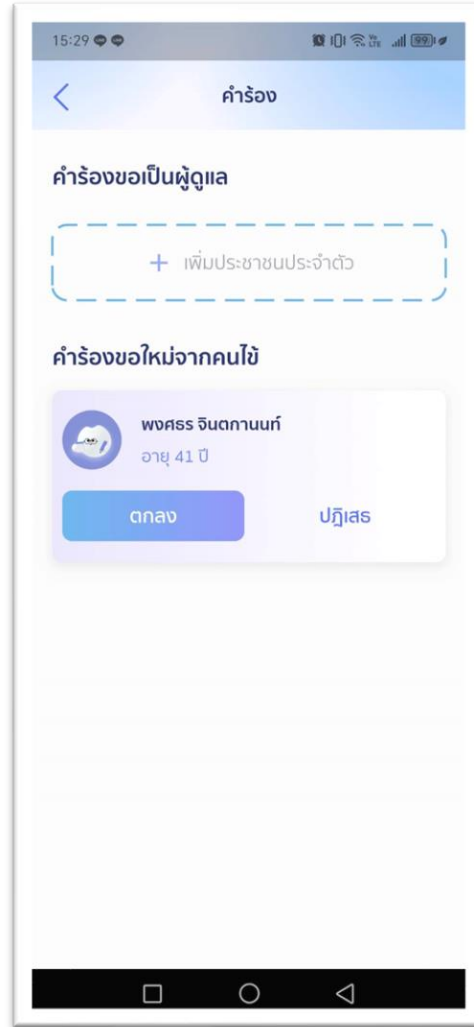 15:29
Vo
LTE
99
คำร้อง
คำร้องขอเป็นผู้ดูแล
+ เพิ่มประชาชนประจำตัว
คำร้องขอใหม่จากคนไข้
พงศธร จินตกานนท์
อายุ 41 ปี
ตกลง
ปฏิเสธ